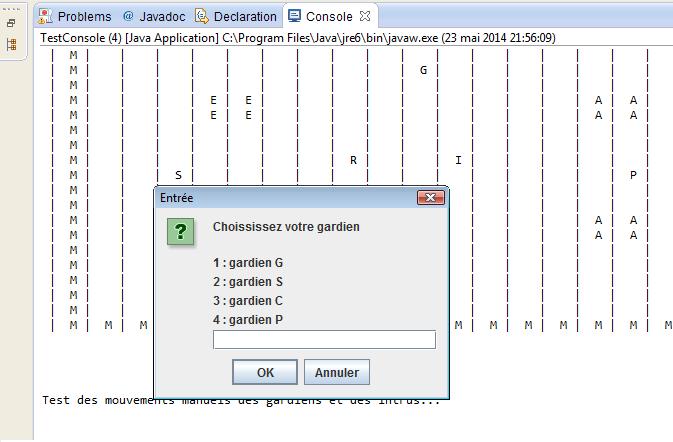 Problems @ Javadoc Declaration Console
TestConsole (4) [Java Application] C:\Program Files\Java\jre6\bin\javaw.exe (23 mai 2014 21:56:09)
| M | | | | | | | | | | | | | | | | |
| M | | | | | | | | | | G | | | | | | |
| M | | | | | | | | | | | | | | | | |
| M | | | | E | E | | | | | | | | | | A | A |
| M | | | | E | E | | | | | | | | | | A | A |
| M | | | | | | | | | | | | | | | | |
| M | | | | | | | | | | | | | | | | |
| M | | | | | | | | R | | | I | | | | | |
| M | | | S | | | | | | | | | | | | | P |
| M | | | | | | | |
| M | | | | | | | |
| M | | | | | | | A | A |
| M | | | | | | | A | A |
| M | | | | | | | |
| M | | | | | | | |
| M | | | | | | | |
| M | | | | | | | |
| M | | | | | | | |
| M | M | M M | M | M | M | M | M | M
Entrée
Choississez votre gardien
1 : gardien G
2 : gardien S
3 : gardien C
4 : gardien P
OK Annuler
Test des mouvements manuels des gardiens et des intrus...